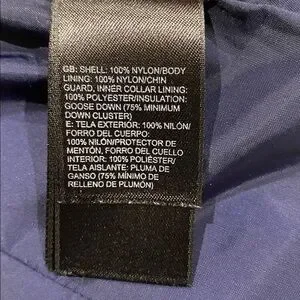 GB: SHELL: 100% NYLON/BODY
LINING: 100% NYLON/CHIN
GUARD, INNER COLLAR LINING:
100% POLYESTER/INSULATION:
GOOSE DOWN (75% MINIMUM
DOWN CLUSTER)
E: TELA EXTERIOR: 100% NILÓN/
FORRO DEL CUERPO:
100% NILÓN/PROTECTOR DE
MENTÓN, FORRO DEL CUELLO
INTERIOR: 100% POLIÉSTER/
TELA AISLANTE: PLUMA DE
GANSO (75% MÍNIMO DE
RELLENO DE PLUMÓN)